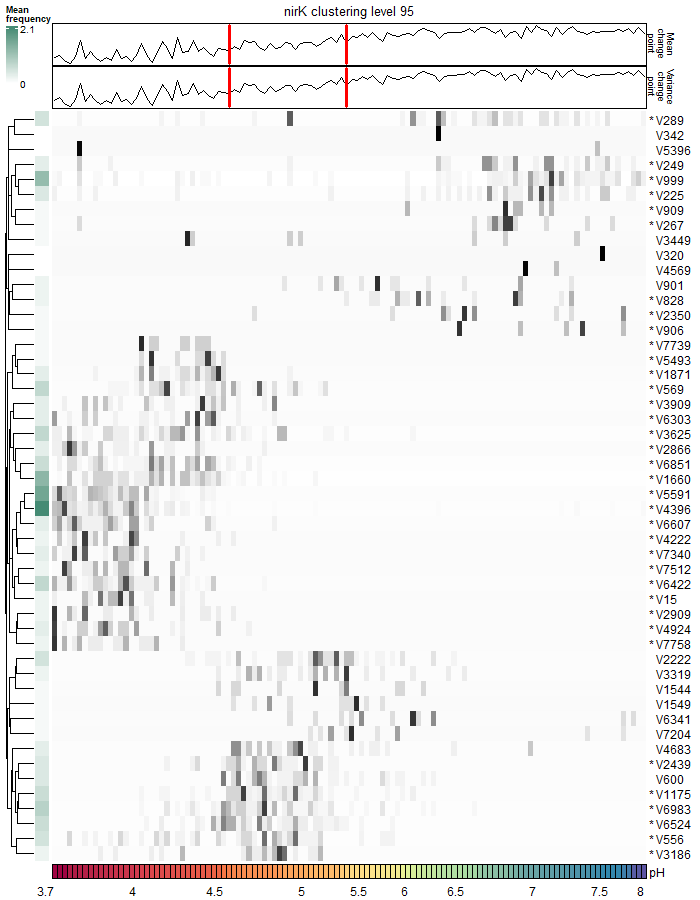 nirK clustering level 95
Mean
frequency
2.1
0
Mean
change
point
Variance
change
point
* V289
V342
V5396
* V249
* V999
* V225
* V909
* V267
V3449
V320
V4569
V901
* V828
* V2350
* V906
* V7739
* V5493
* V1871
* V569
* V3909
* V6303
* V3625
* V2866
* V6851
* V1660
* V5591
* V4396
* V6607
* V4222
* V7340
* V7512
* V6422
* V15
* V2909
* V4924
* V7758
V2222
V3319
V1544
V1549
V6341
V7204
V4683
* V2439
V600
* V1175
* V6983
* V6524
* V556
* V3186
pH
3.7 4 4.5 5 5.5 6 6.5 7 7.5 8